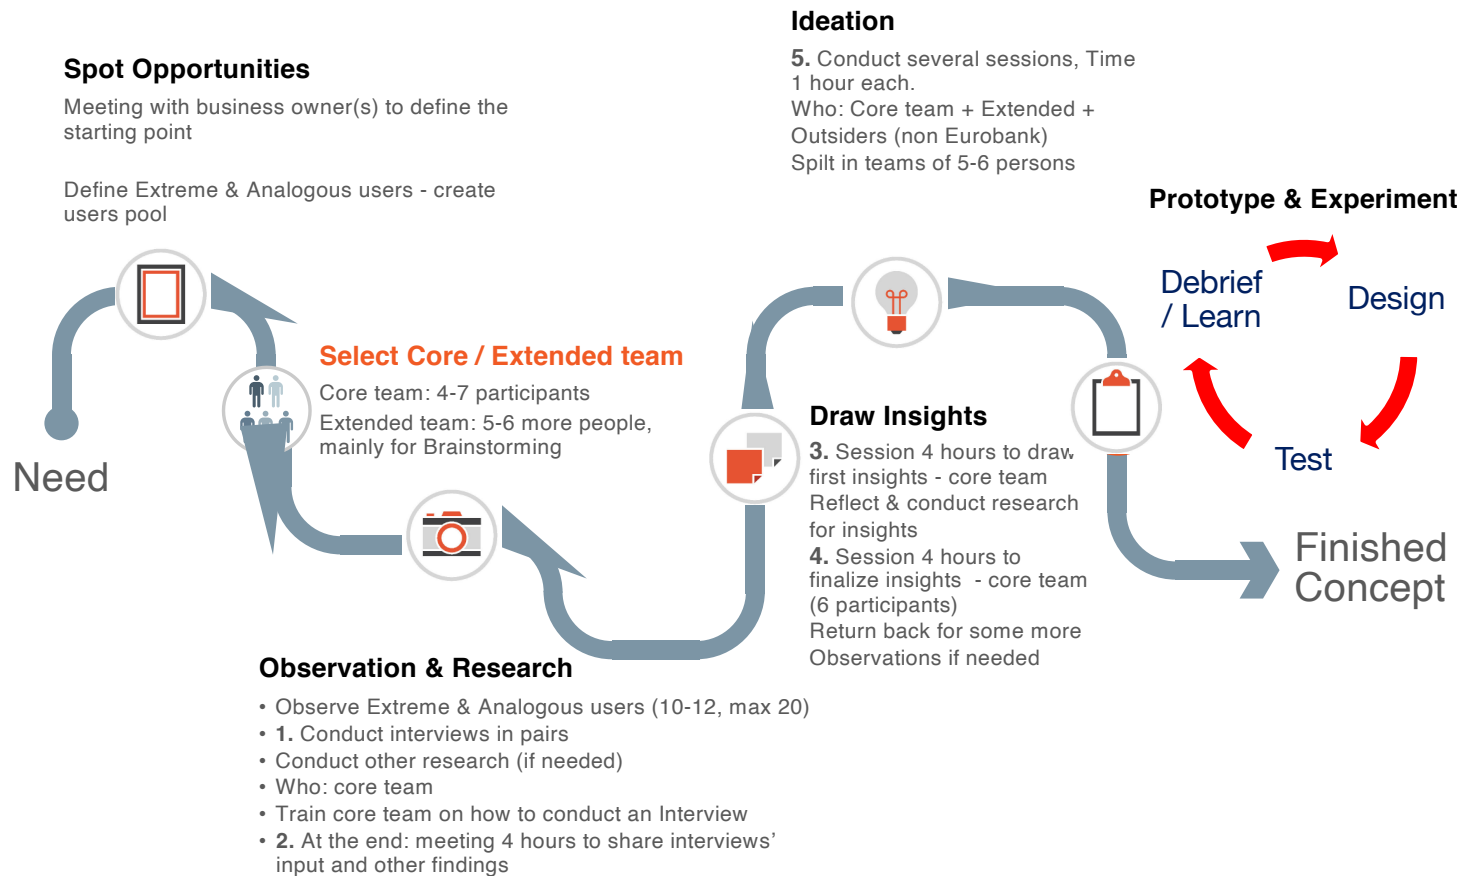 Spot Opportunities
Meeting with business owner(s) to define the
starting point
Define Extreme & Analogous users - create
users pool
Need
Select Core / Extended team
Core team: 4-7 participants
Extended team: 5-6 more people,
mainly for Brainstorming
Observation & Research
• Observe Extreme & Analogous users (10-12, max 20)
• 1. Conduct interviews in pairs
• Conduct other research (if needed)
• Who: core team
• Train core team on how to conduct an Interview
• 2. At the end: meeting 4 hours to share interviews'
input and other findings
Draw Insights
3. Session 4 hours to draw
first insights - core team
Reflect & conduct research
for insights
4. Session 4 hours to
finalize insights - core team
(6 participants)
Return back for some more
Observations if needed
Ideation
5. Conduct several sessions, Time
1 hour each.
Who: Core team + Extended +
Outsiders (non Eurobank)
Spilt in teams of 5-6 persons
Prototype & Experiment
Debrief
/ Learn
Design
Test
Finished
Concept